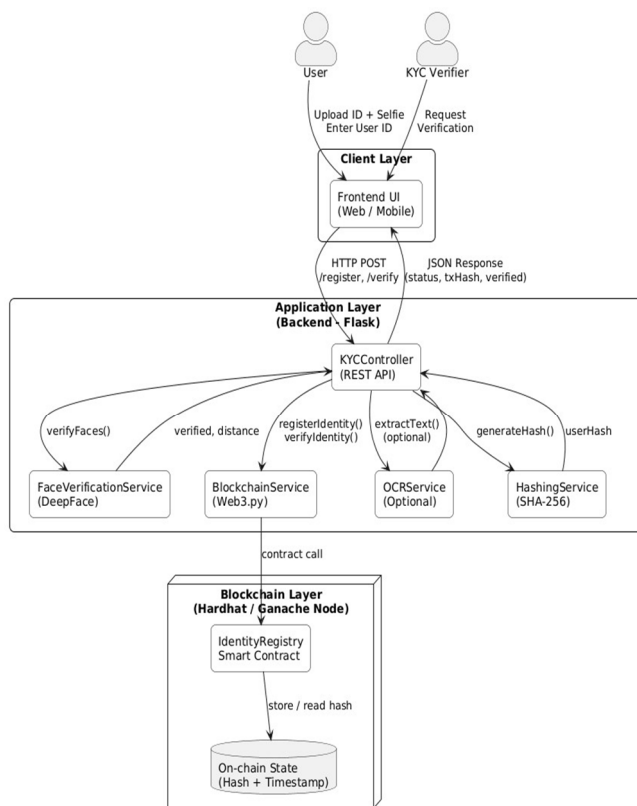 User
KYC Verifier
Upload ID + Selfie
Enter User ID
Request
Verification
Client Layer
Frontend UI
(Web / Mobile)
HTTP POST
/register, /verify
JSON Response
(status, txHash, verified)
Application Layer
(Backend - Flask)
KYCController
(REST API)
verifyFaces()
verified, distance
registerIdentity()
verifyIdentity()
extractText()
(optional)
generateHash()
userHash
FaceVerificationService
(DeepFace)
BlockchainService
(Web3.py)
OCRService
(Optional)
HashingService
(SHA-256)
contract call
Blockchain Layer
(Hardhat / Ganache Node)
IdentityRegistry
Smart Contract
store / read hash
On-chain State
(Hash + Timestamp)